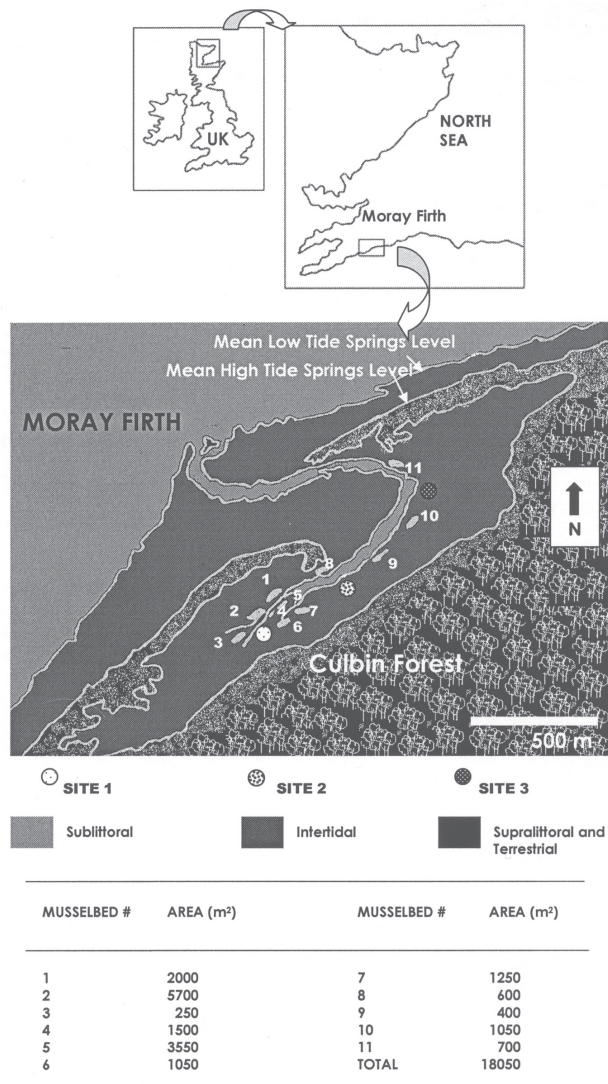 UK
NORTH
SEA
Moray Firth
Mean Low Tide Springs Level
Mean High Tide Springs Level
MORAY FIRTH
11
10
N
9
8
1
5
2
4
7
6
3
Culbin Forest
500 m
SITE 1
SITE 2
SITE 3
Sublittoral
Intertidal
Supralittoral and
Terrestrial
MUSSELBED # AREA (m²) MUSSELBED # AREA (m²)
1 2000 7 1250
2 5700 8 600
3 250 9 400
4 1500 10 1050
5 3550 11 700
6 1050 TOTAL 18050